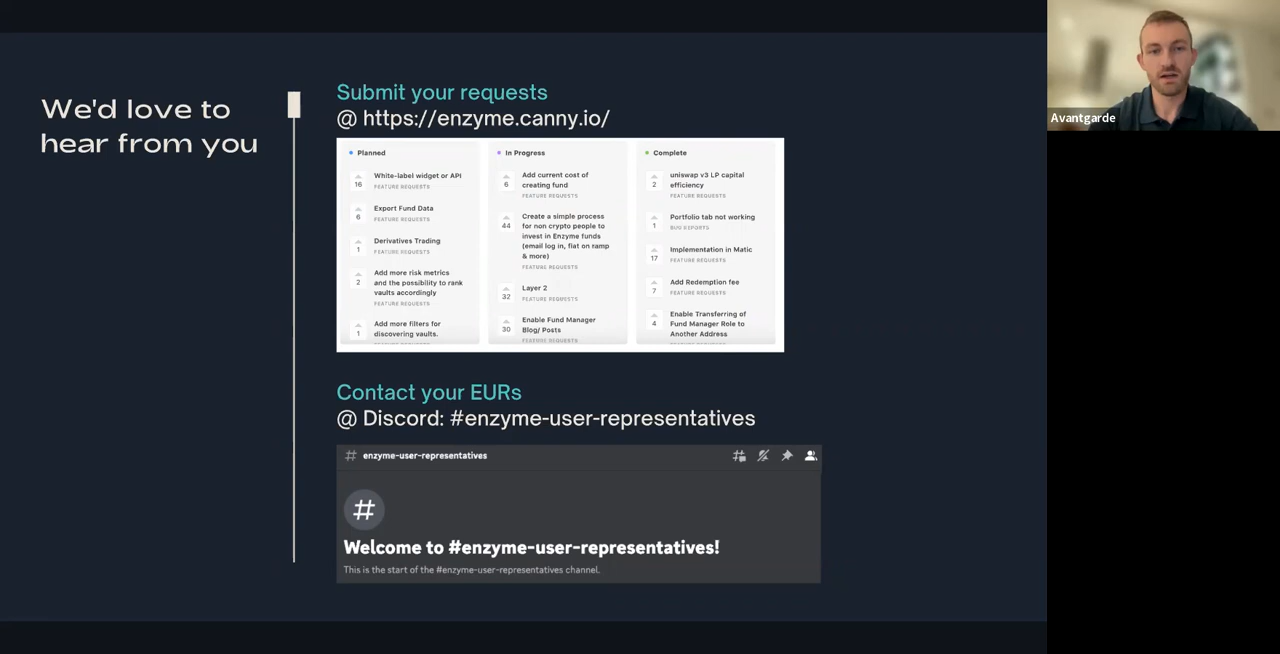 We'd love to
hear from you
Submit your requests
@ https://enzyme.canny.io/
Planned
16
White-label widget or API
FEATURE REQUESTS
6
Export Fund Data
FEATURE REQUESTS
1
Derivatives Trading
FEATURE REQUESTS
2
Add more risk metrics
and the possibility to rank
vaults accordingly
FEATURE REQUESTS
1
Add more filters for
discovering vaults.
In Progress
6
Add current cost of
creating fund
FEATURE REQUESTS
44
Create a simple process
for non crypto people to
invest in Enzyme funds
(email log in, fiat on ramp
& more)
FEATURE REQUESTS
32
Layer 2
FEATURE REQUESTS
30
Enable Fund Manager
Blog/ Posts
FEATURE REQUESTS
Complete
2
uniswap v3 LP capital
efficiency
FEATURE REQUESTS
1
Portfolio tab not working
BUG REPORTS
17
Implementation in Matic
FEATURE REQUESTS
7
Add Redemption fee
FEATURE REQUESTS
4
Enable Transferring of
Fund Manager Role to
Another Address
Contact your EURs
@ Discord: #enzyme-user-representatives
# enzyme-user-representatives
#
Welcome to #enzyme-user-representatives!
This is the start of the #enzyme-user-representatives channel.
Avantgarde